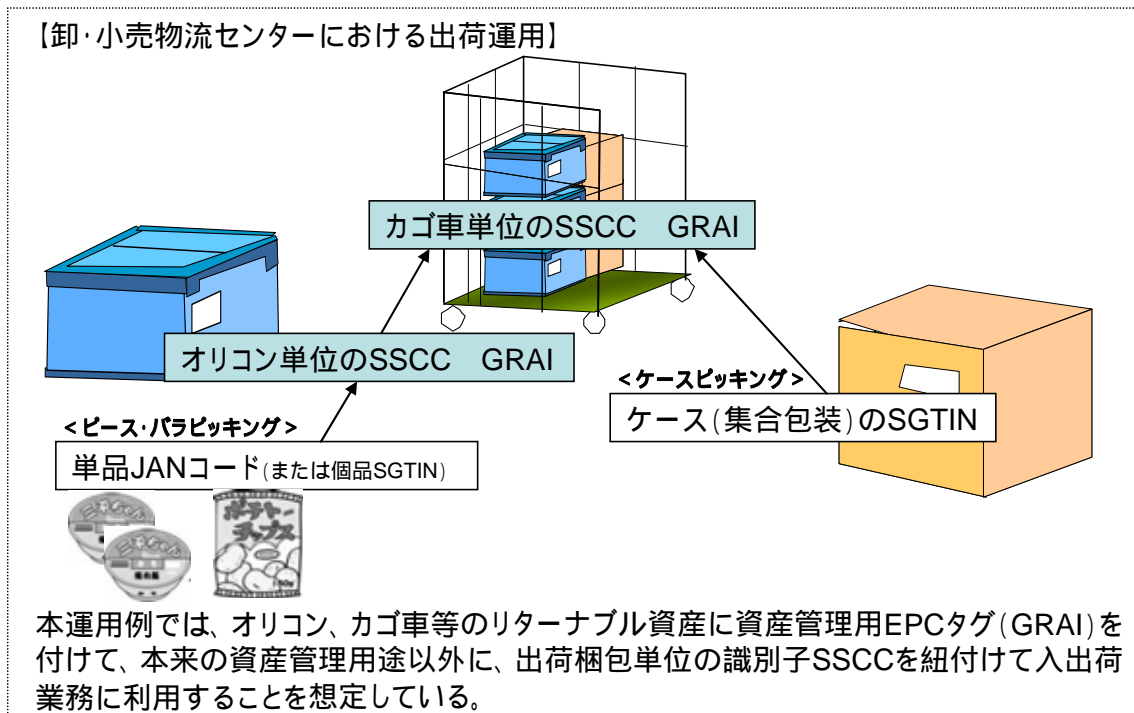 【卸・小売物流センターにおける出荷運用】
カゴ車単位のSSCC　GRAI
オリコン単位のSSCC　GRAI
<ケースピッキング>
ケース(集合包装)のSGTIN
<ピース・バラピッキング>
単品JANコード(または個品SGTIN)
ポテトー
チップス
本運用例では、オリコン、カゴ車等のリターナブル資産に資産管理用EPCタグ(GRAI)を
付けて、本来の資産管理用途以外に、出荷梱包単位の識別子SSCCを紐付けて入出荷
業務に利用することを想定している。